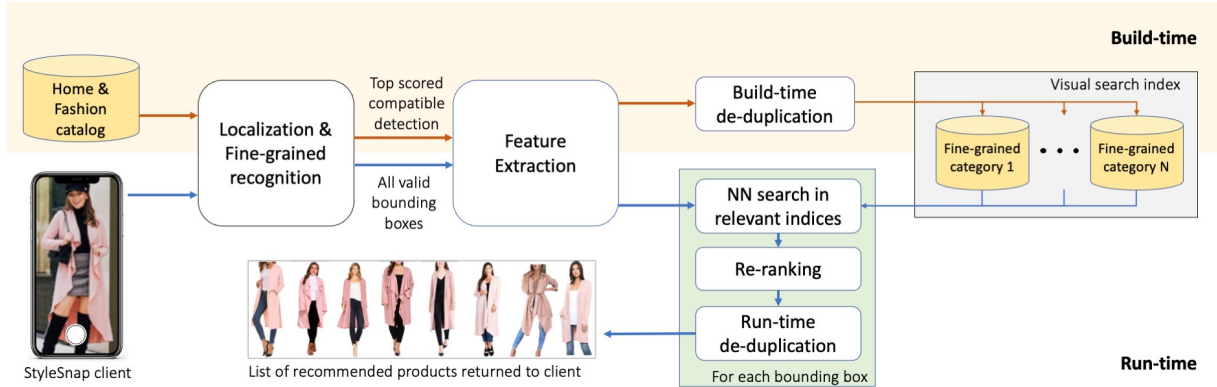 Build-time
Home &
Fashion
catalog
Localization &
Fine-grained
recognition
Top scored
compatible
detection
All valid
bounding
boxes
Feature
Extraction
Build-time
de-duplication
Visual search index
Fine-grained
category 1
• • •
Fine-grained
category N
NN search in
relevant indices
Re-ranking
Run-time
de-duplication
For each bounding box
StyleSnap client
List of recommended products returned to client
Run-time